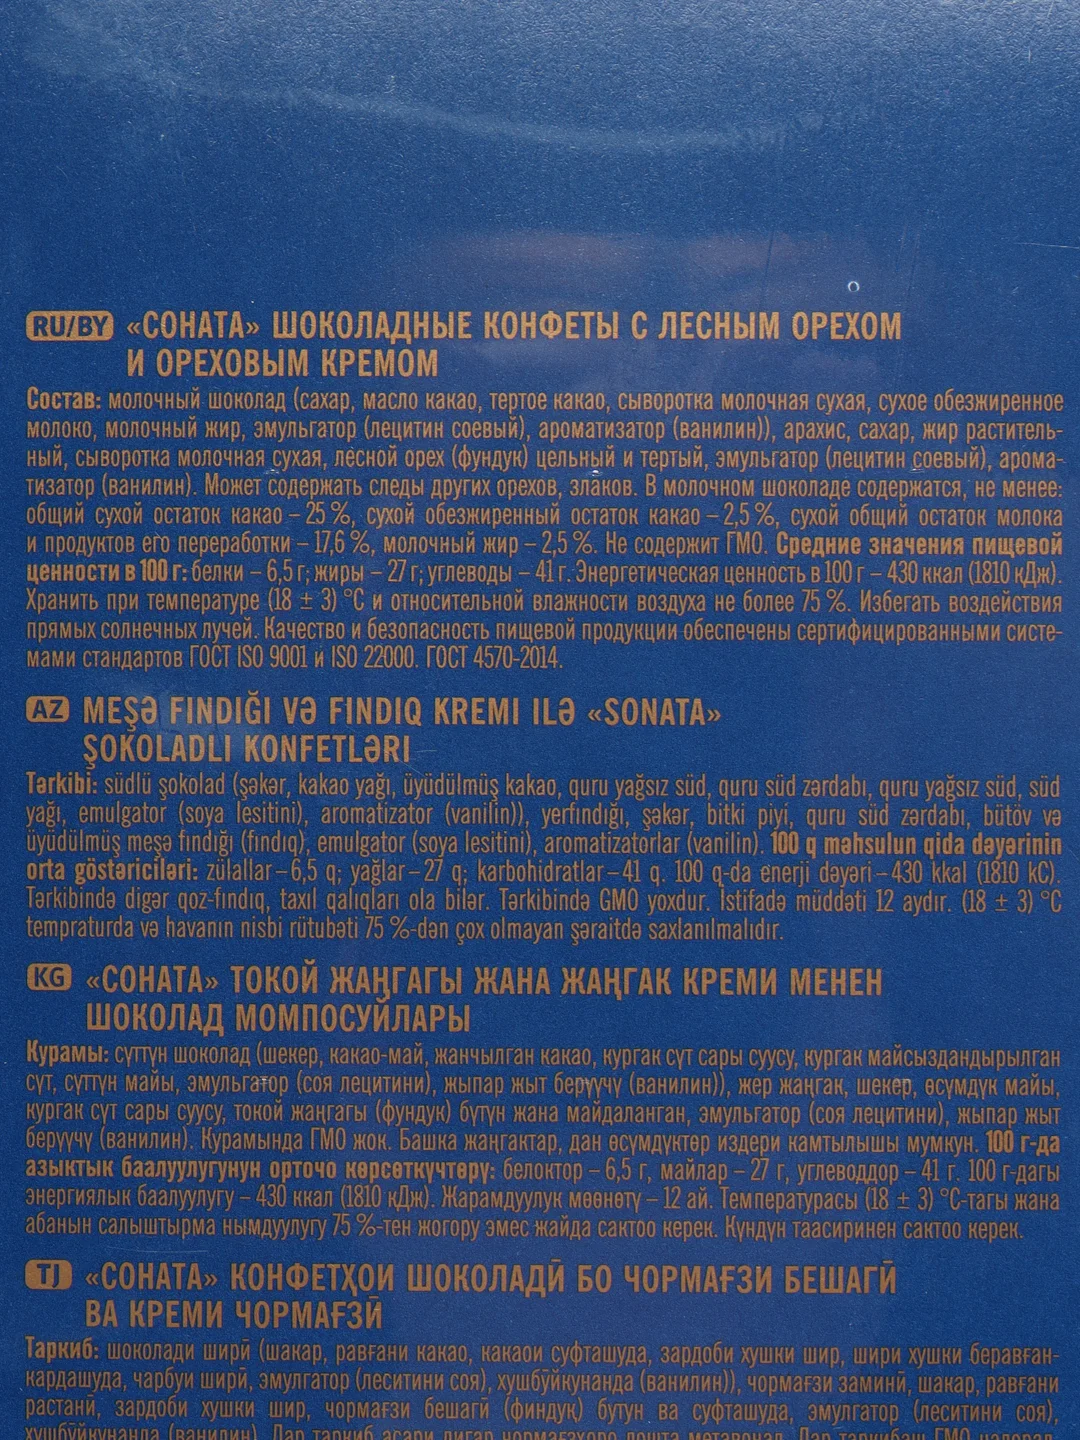 RU/BY «СОНАТА» ШОКОЛАДНЫЕ КОНФЕТЫ С ЛЕСНЫМ ОРЕХОМ
И ОРЕХОВЫМ КРЕМОМ
Состав: молочный шоколад (сахар, масло какао, тертое какао, сыворотка молочная сухая, сухое обезжиренное
молоко, молочный жир, эмульгатор (лецитин соевый), ароматизатор (ванилин)), арахис, сахар, жир раститель-
ный, сыворотка молочная сухая, лесной орех (фундук) цельный и тертый, эмульгатор (лецитин соевый), арома-
тизатор (ванилин). Может содержать следы других орехов, злаков. В молочном шоколаде содержатся, не менее:
общий сухой остаток какао – 25 %, сухой обезжиренный остаток какао – 2,5 %, сухой общий остаток молока
и продуктов его переработки – 17,6 %, молочный жир – 2,5 %. Не содержит ГМО. Средние значения пищевой
ценности в 100 г: белки – 6,5 г; жиры – 27 г; углеводы – 41 г. Энергетическая ценность в 100 г – 430 ккал (1810 кДж).
Хранить при температуре (18 ± 3) °С и относительной влажности воздуха не более 75 %. Избегать воздействия
прямых солнечных лучей. Качество и безопасность пищевой продукции обеспечены сертифицированными систе-
мами стандартов ГОСТ ISO 9001 и ISO 22000. ГОСТ 4570-2014.
AZ MEŞƏ FINDIĞI VƏ FINDIQ KREMI ILƏ «SONATA»
ŞOKOLADLI KONFETLƏRI
Tərkibi: südlü şokolad (şəkər, kakao yağı, üyüdülmüş kakao, quru yağsız süd, quru süd zərdabı, quru yağsız süd, süd
yağı, emulgator (soya lesitini), aromatizator (vanilin)), yerfındığı, şəkər, bitki piyi, quru süd zərdabı, bütöv və
üyüdülmüş meşə fındığı (fındıq), emulgator (soya lesitini), aromatizatorlar (vanilin). 100 q məhsulun qida dəyərinin
orta göstəriciləri: zülallar – 6,5 q; yağlar – 27 q; karbohidratlar – 41 q. 100 q-da enerji dəyəri – 430 kkal (1810 kC).
Tərkibində digər qoz-fındıq, taxıl qalıqları ola bilər. Tərkibində GMO yoxdur. İstifadə müddəti 12 aydır. (18 ± 3) °C
tempraturda və havanın nisbi rütubəti 75 %-dən çox olmayan şəraitdə saxlanılmalıdır.
KG «СОНАТА» ТОКОЙ ЖАҢГАГЫ ЖАНА ЖАҢГАК КРЕМИ МЕНЕН
ШОКОЛАД МОМПОСУЙЛАРЫ
Курамы: сүттүн шоколад (шекер, какао-май, жанчылган какао, кургак сүт сары суусу, кургак майсыздандырылган
сүт, сүттүн майы, эмульгатор (соя лецитини), жыпар жыт берүүчү (ванилин)), жер жаңгак, шекер, өсүмдүк майы,
кургак сүт сары суусу, токой жаңгагы (фундук) бүтүн жана майдаланган, эмульгатор (соя лецитини), жыпар жыт
берүүчү (ванилин). Курамында ГМО жок. Башка жаңгактар, дан өсүмдүктөр издери камтылышы мумкун. 100 г-да
азыктык баалуулугунун орточо көрсөткүчтөрү: белоктор – 6,5 г, майлар – 27 г, углеводдор – 41 г. 100 г-дагы
энергиялык баалуулугу – 430 ккал (1810 кДж). Жарамдуулук мөөнөтү – 12 ай. Температурасы (18 ± 3) °С-тагы жана
абанын салыштырма нымдуулугу 75 %-тен жогору эмес жайда сактоо керек. Күндүн таасиринен сактоо керек.
TJ «СОНАТА» КОНФЕТҲОИ ШОКОЛАДӢ БО ЧОРМАҒЗИ БЕШАГӢ
ВА КРЕМИ ЧОРМАҒЗӢ
Таркиб: шоколади ширӣ (шакар, равғани какао, какаои суфташуда, зардоби хушки шир, шири хушки беравған-
кардашуда, чарбуи ширӣ, эмулгатор (леситини соя), хушбӯйкунанда (ванилин)), чормағзи заминӣ, шакар, равғани
растанӣ, зардоби хушки шир, чормағзи бешагӣ (финдуқ) бутун ва суфташуда, эмулгатор (леситини соя),
хушбӯйкунанда (ванилин). Дар таркиб асари дигар чормағзҳоро дошта метавонад. Дар таркибаш ГМО надорад.